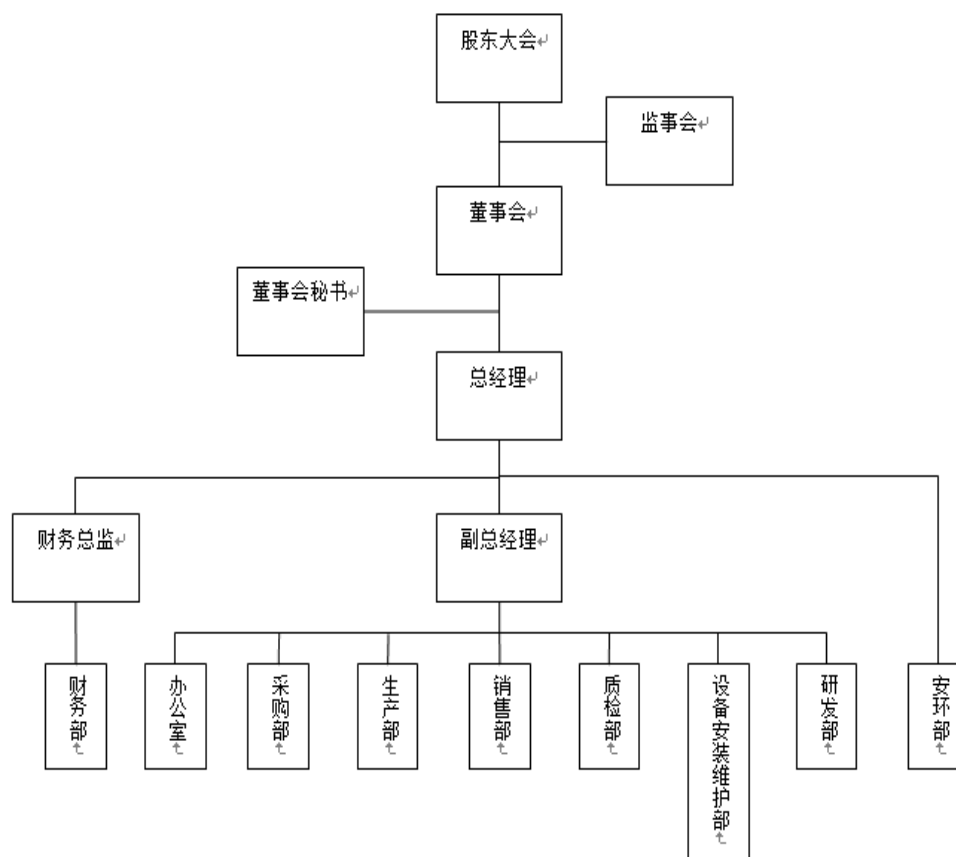 股东大会
监事会
董事会
董事会秘书
总经理
财务总监
副总经理
财务部
办公室
采购部
生产部
销售部
质检部
设备安装维护部
研发部
安环部